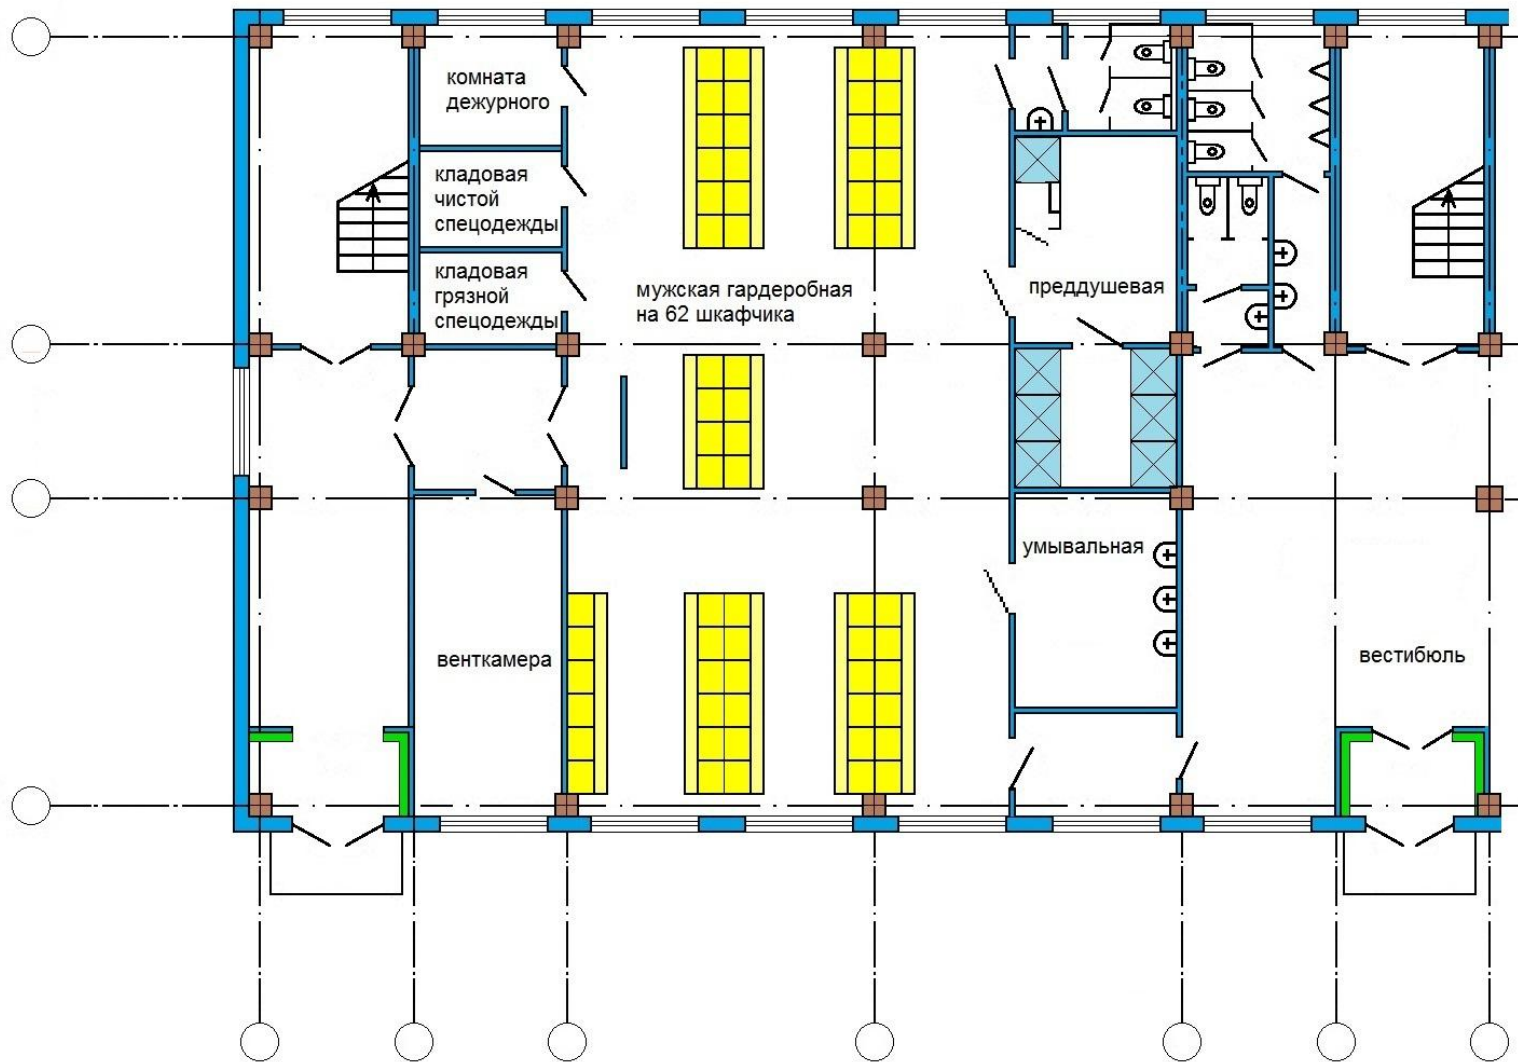 комната
дежурного
кладовая
чистой
спецодежды
кладовая
грязной
спецодежды
мужская гардеробная
на 62 шкафчика
преддушевая
умывальная
венткамера
вестибюль